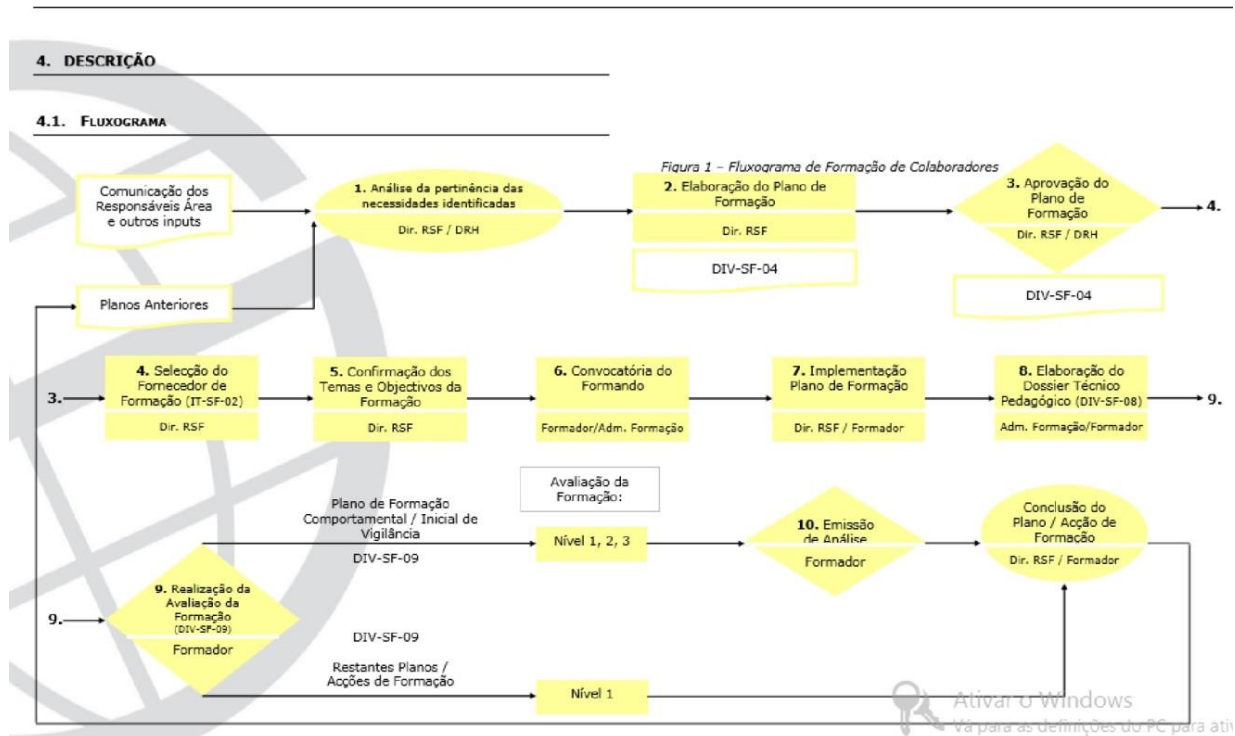 4. DESCRIÇÃO
4.1. FLUXOGRAMA
Figura 1 – Fluxograma de Formação de Colaboradores
Comunicação dos
Responsáveis Área
e outros inputs
1. Análise da pertinência das
necessidades identificadas
Dir. RSF / DRH
2. Elaboração do Plano de
Formação
Dir. RSF
DIV-SF-04
3. Aprovação do
Plano de
Formação
Dir. RSF / DRH
DIV-SF-04
4.
Planos Anteriores
3.
4. Selecção do
Fornecedor de
Formação (IT-SF-02)
Dir. RSF
5. Confirmação dos
Temas e Objectivos da
Formação
Dir. RSF
6. Convocatória do
Formando
Formador/Adm. Formação
7. Implementação
Plano de Formação
Dir. RSF / Formador
8. Elaboração do
Dossier Técnico
Pedagógico (DIV-SF-08)
Adm. Formação/Formador
9.
9.
9. Realização da
Avaliação da
Formação
(DIV-SF-09)
Formador
Plano de Formação
Comportamental / Inicial de
Vigilância
DIV-SF-09
Avaliação da
Formação:
Nível 1, 2, 3
10. Emissão
de Análise
Formador
Conclusão do
Plano / Acção de
Formação
Dir. RSF / Formador
DIV-SF-09
Restantes Planos /
Acções de Formação
Nível 1
Ativar o Windows
Vá para as definições do PC para ativ